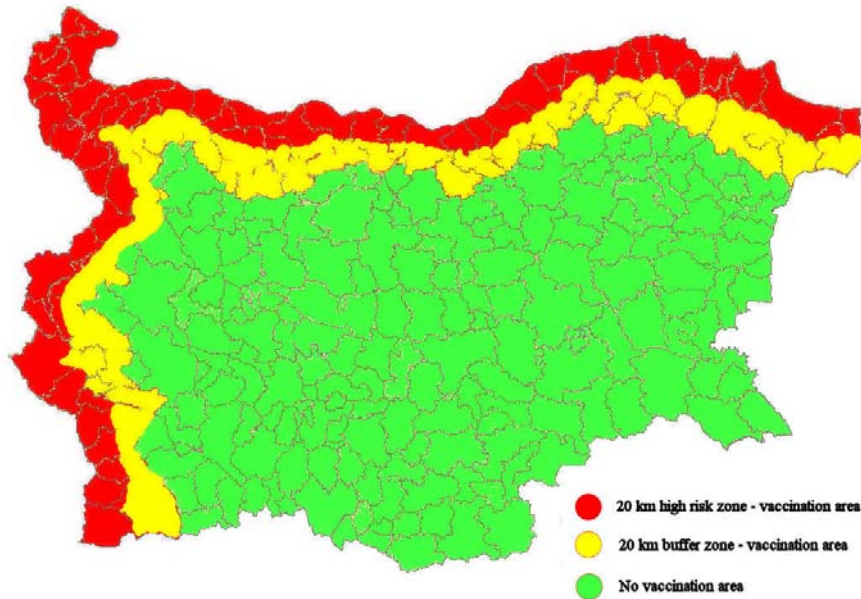 20 km high risk zone - vaccination area
20 km buffer zone - vaccination area
No vaccination area